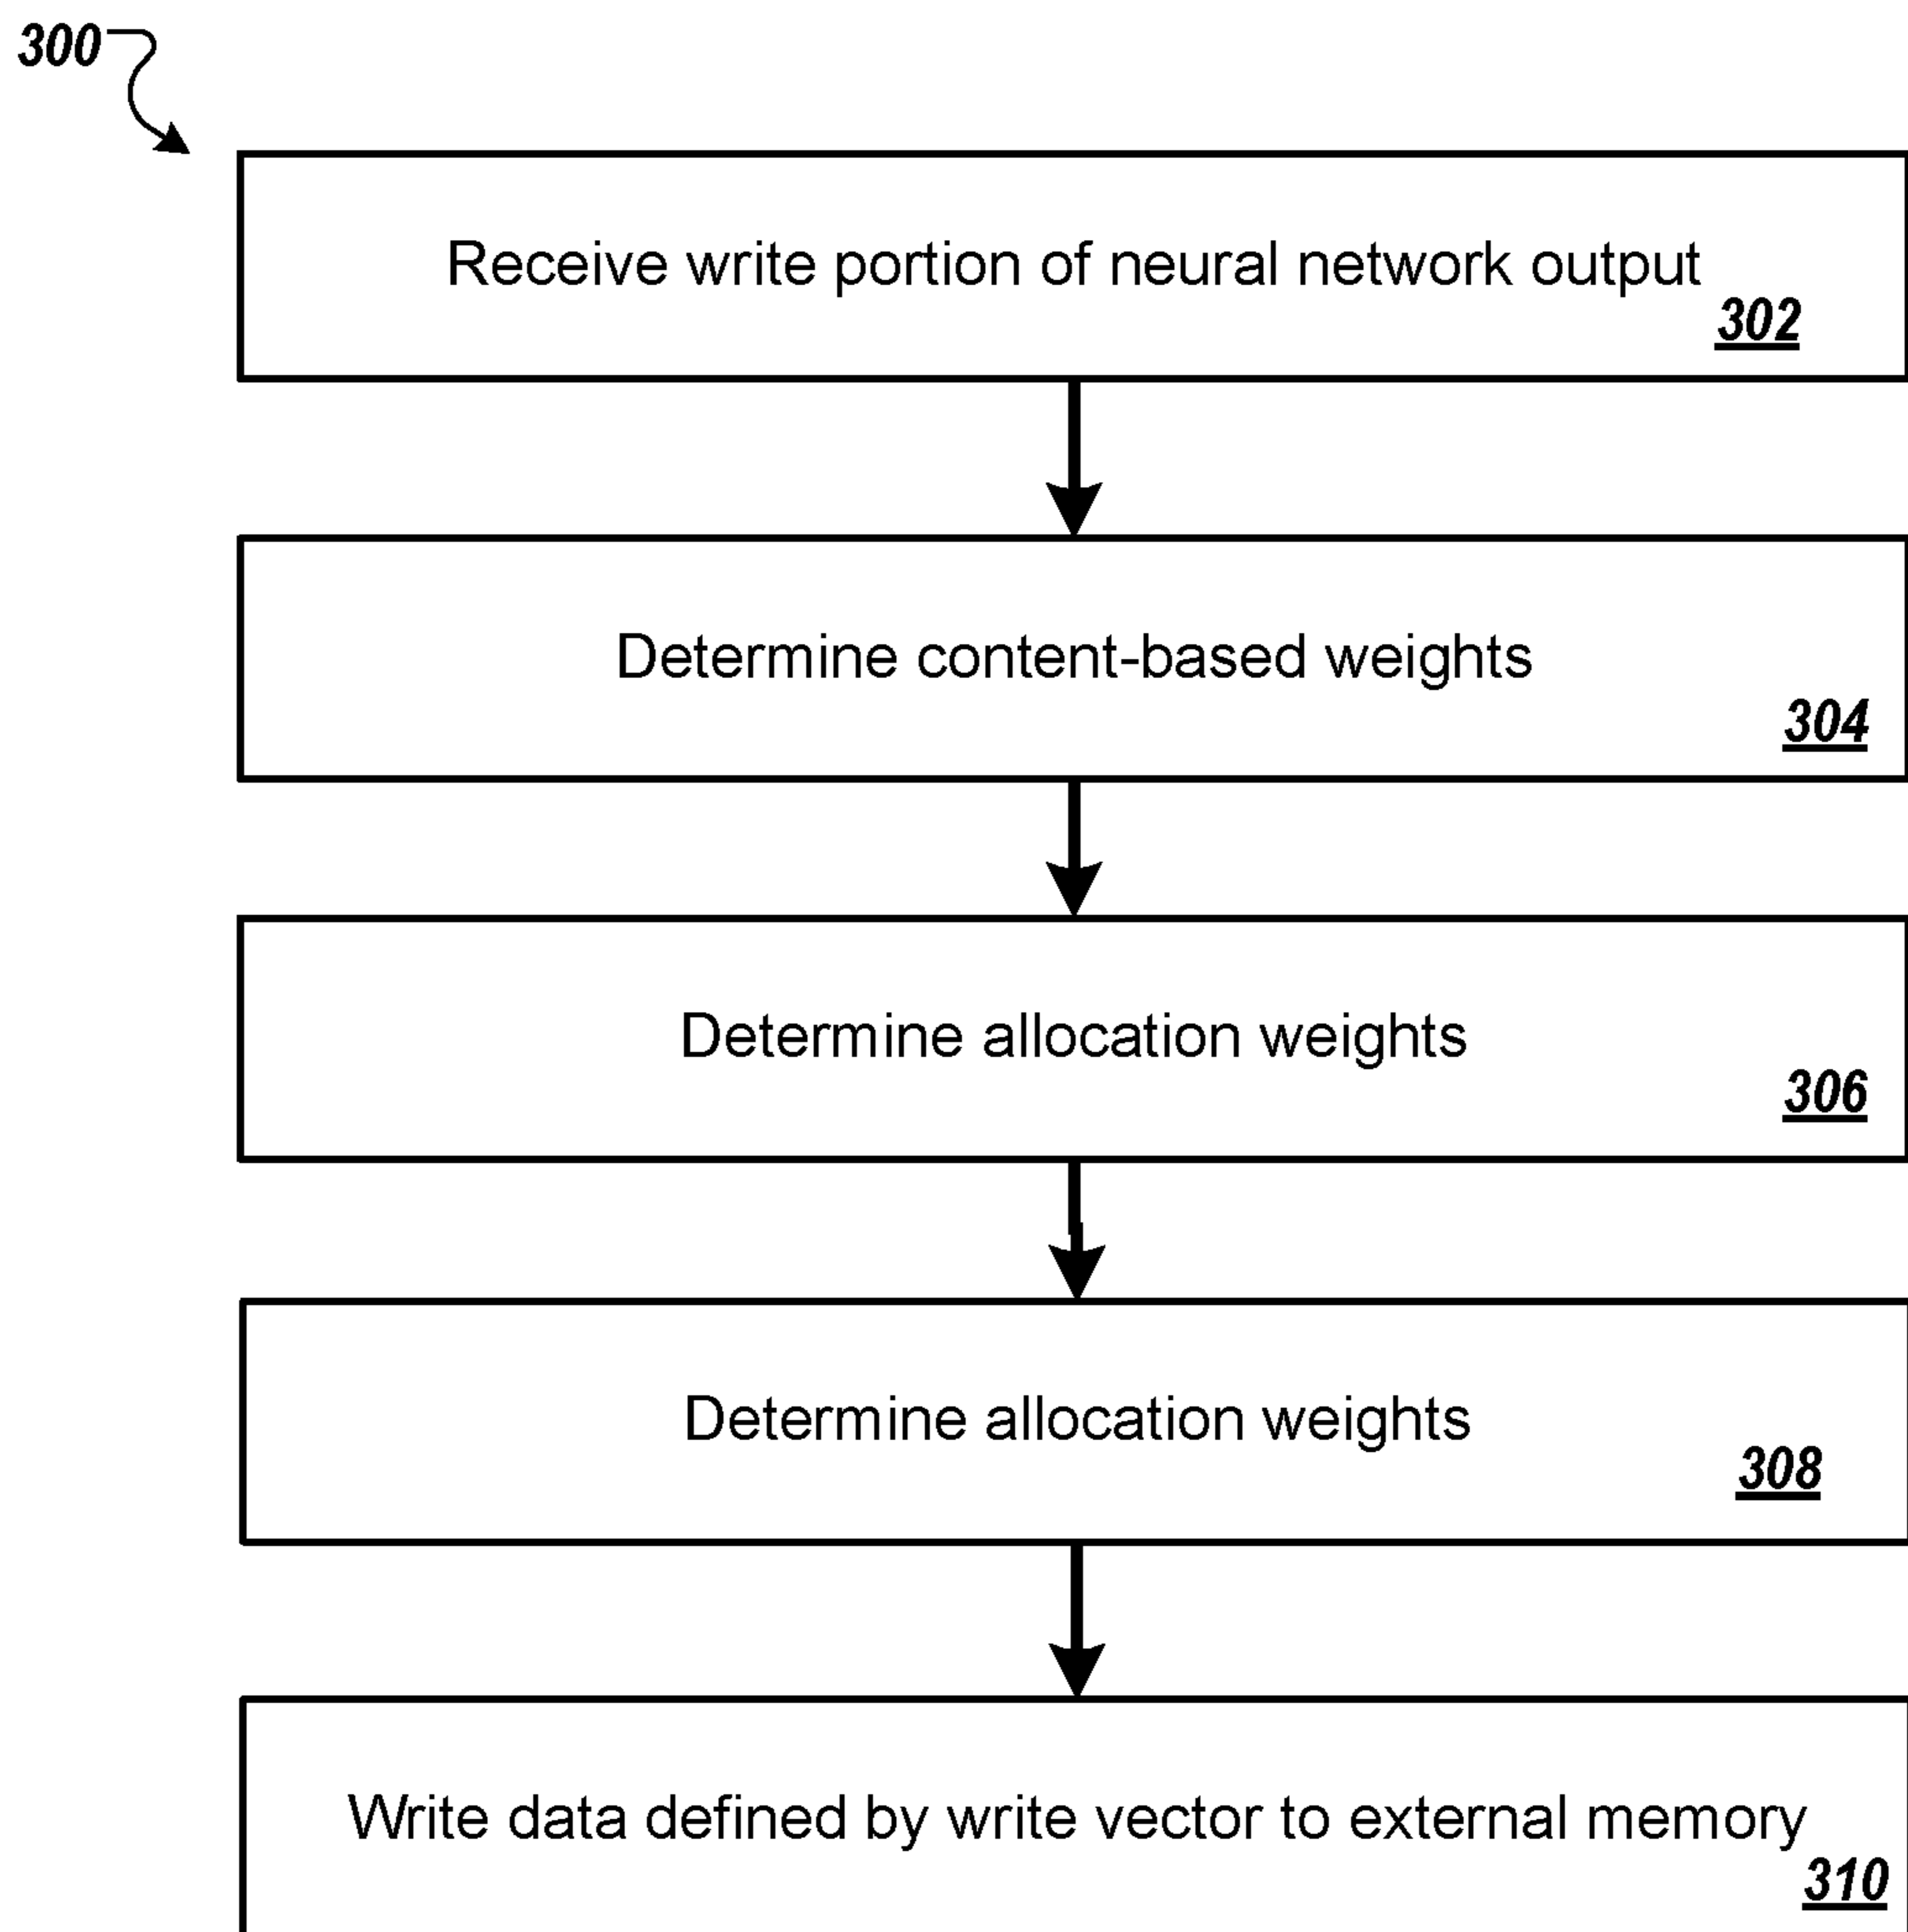 300
Receive write portion of neural network output
302
Determine content-based weights
304
Determine allocation weights
306
Determine allocation weights
308
Write data defined by write vector to external memory
310